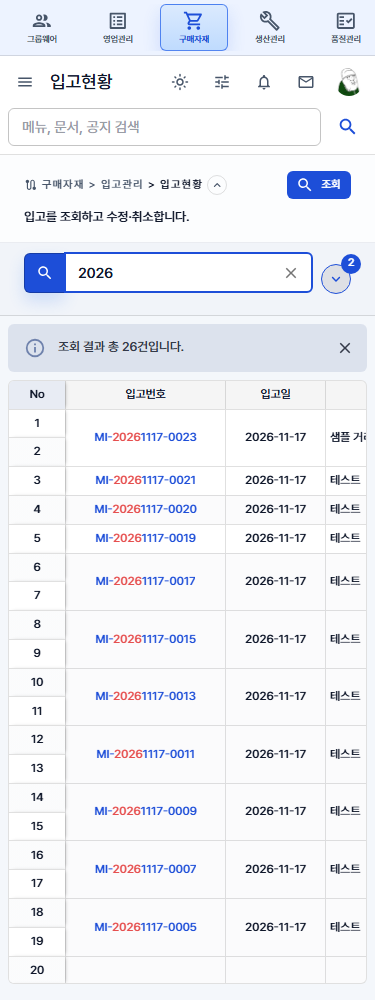 그룹웨어 영업관리 구매자재 생산관리 품질관리
입고현황
메뉴, 문서, 공지 검색
구매자재 > 입고관리 > 입고현황 조회
입고를 조회하고 수정·취소합니다.
2026 2
조회 결과 총 26건입니다.
No 입고번호 입고일
1
MI-20261117-0023 2026-11-17 샘플 거래
2
3 MI-20261117-0021 2026-11-17 테스트
4 MI-20261117-0020 2026-11-17 테스트
5 MI-20261117-0019 2026-11-17 테스트
6
MI-20261117-0017 2026-11-17 테스트
7
8
MI-20261117-0015 2026-11-17 테스트
9
10
MI-20261117-0013 2026-11-17 테스트
11
12
MI-20261117-0011 2026-11-17 테스트
13
14
MI-20261117-0009 2026-11-17 테스트
15
16
MI-20261117-0007 2026-11-17 테스트
17
18
MI-20261117-0005 2026-11-17 테스트
19
20